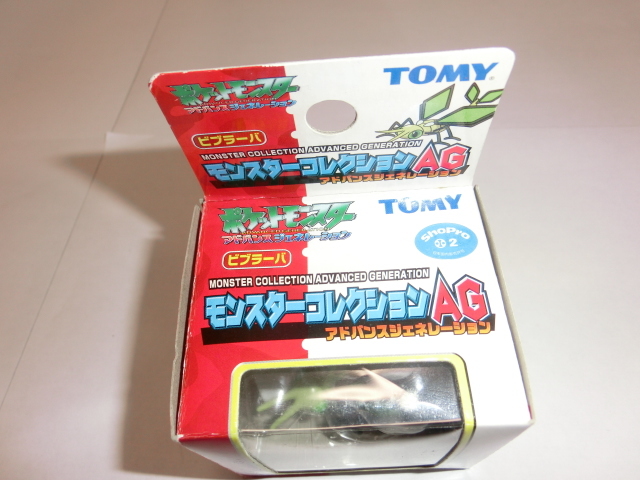 ポケットモンスター
TOMY
アドバンスジェネレーション
ビブラーバ
MONSTER COLLECTION ADVANCED GENERATION
モンスターコレクションAG
アドバンスジェネレーション
ポケットモンスター
TOMY
アドバンスジェネレーション
ShoPro
2
ビブラーバ
MONSTER COLLECTION ADVANCED GENERATION
モンスターコレクションAG
アドバンスジェネレーション